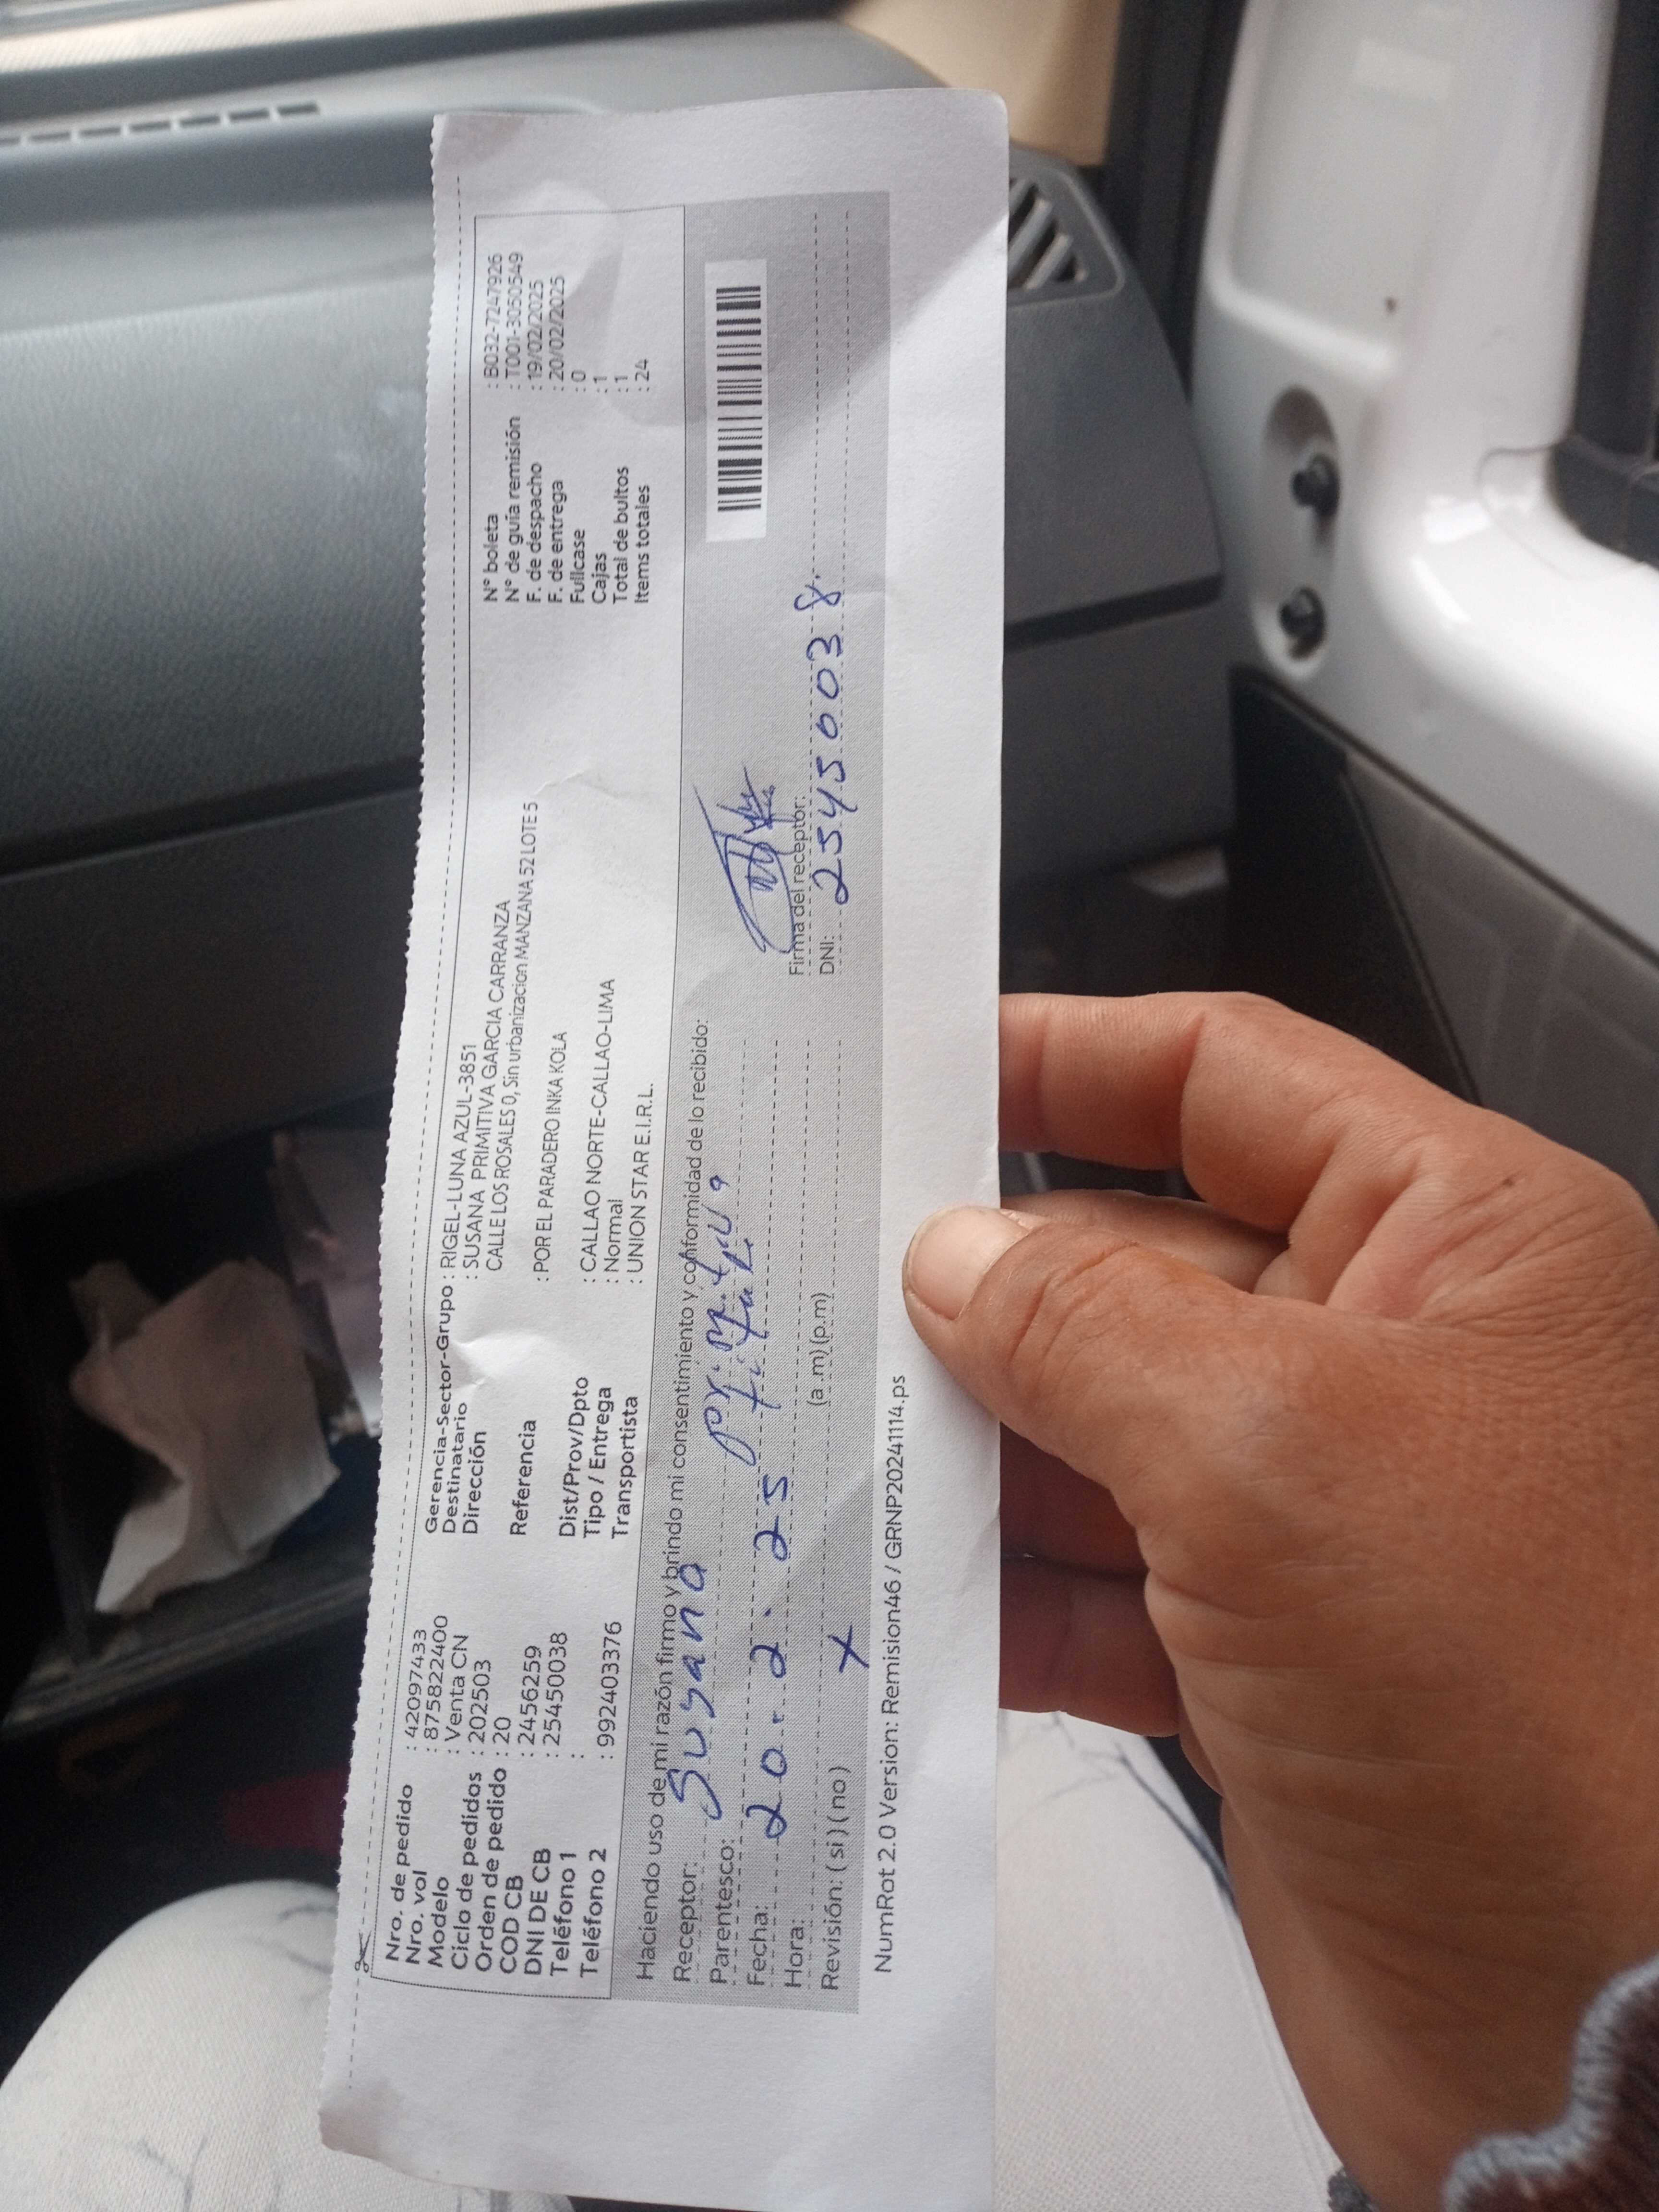 Nro. de pedido : 42097433
Nro. vol : 87582240​0
Modelo : Venta CN
Ciclo de pedidos : 202503
Orden de pedido : 20
COD CB : 2456259
DNI DE CB : 25450038
Teléfono 1 :
Teléfono 2 : 992403376
Gerencia-Sector-Grupo : RIGEL-LUNA AZUL-3851
Destinatario : SUSANA PRIMITIVA GARCIA CARRANZA
Dirección CALLE LOS ROSALES 0, Sin urbanizacion MANZANA 52 LOTE 5
Referencia : POR EL PARADERO INKA KOLA
Dist/Prov/Dpto : CALLAO NORTE-CALLAO-LIMA
Tipo / Entrega : Normal
Transportista : UNION STAR E.I.R.L.
N° boleta : B032-7247926
N° de guía remisión : T001-3050549
F. de despacho : 19/02/2025
F. de entrega : 20/02/2025
Fullcase : 0
Cajas : 1
Total de bultos : 1
Items totales : 24
Haciendo uso de mi razón firmo y brindo mi consentimiento y conformidad de lo recibido:
Receptor: Susana primitiva
Parentesco: titular
Fecha: 20. 2. 25
Hora: (a .m) (p.m)
Revisión: ( si ) ( no ) X
Firma del receptor:
DNI: 25450038
NumRot 2.0 Version: Remision46 / GRNP20241114.ps